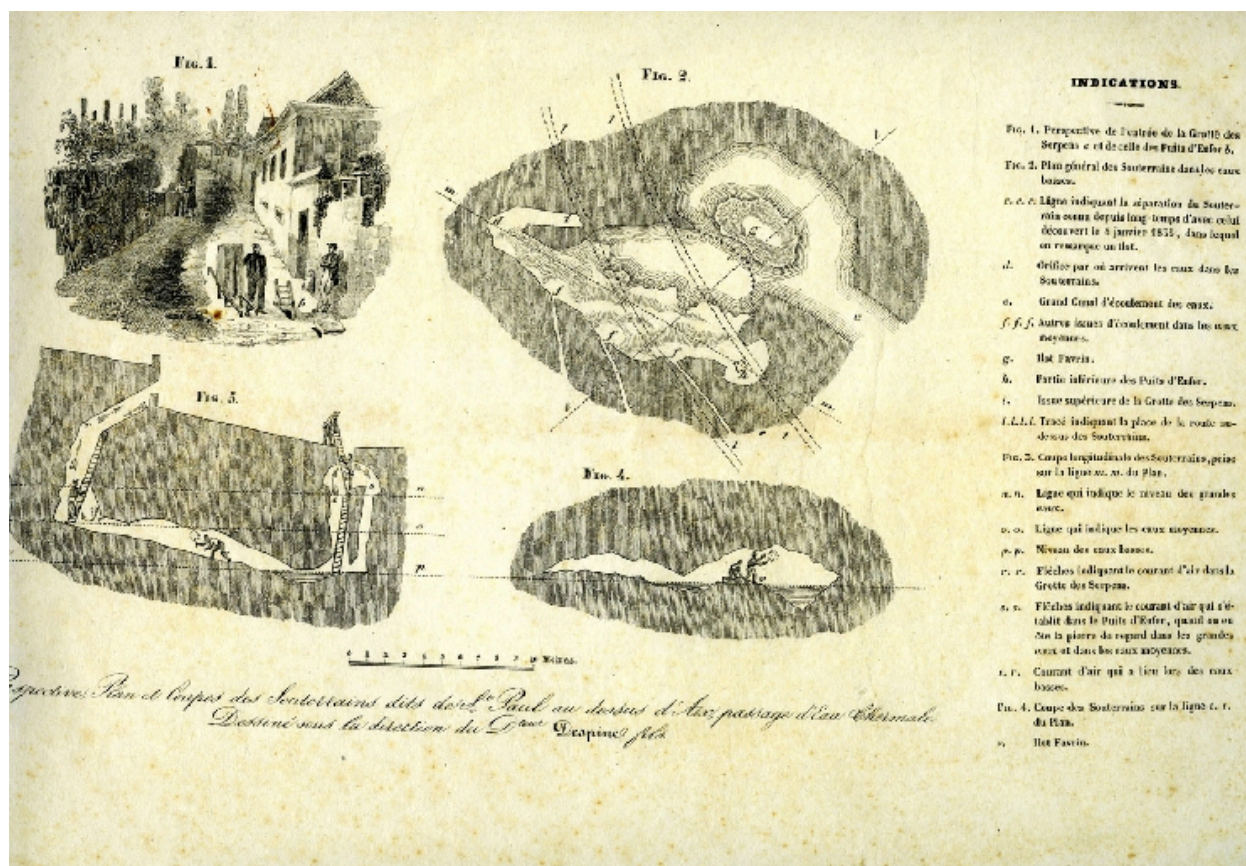 Fig. 1.
Fig. 2.
Fig. 3.
Fig. 4.
Mètres.
Perspective, Plan et Coupes des Souterrains dits de St Paul au dessus d'Aix, passage d'Eau Thermale.
Dessiné sous la direction du Dteur Despine fils
INDICATIONS.
Fig. 1. Perspective de l'entrée de la Grotte des
Serpens a et de celle des Puits d'Enfer b.
Fig. 2. Plan général des Souterrains dans les eaux
basses.
c. c. c. Ligne indiquant la séparation du Souter-
rain connu depuis long-temps d'avec celui
découvert le janvier dans lequel
on remarque un îlot.
d. Orifice par où arrivent les eaux dans les
Souterrains.
e. Grand Canal d'écoulement des eaux.
f. f. f. Autres issues d'écoulement dans les eaux
moyennes.
g. Ilot Favrin.
h. Partie inférieure des Puits d'Enfer.
i. Issue supérieure de la Grotte des Serpens.
l. l. l. l. Tracé indiquant la place de la route au-
dessus des Souterrains.
Fig. 3. Coupe longitudinale des Souterrains, prise
sur la ligne m. m. du Plan.
n. n. Ligne qui indique le niveau des grandes
eaux.
o. o. Ligne qui indique les eaux moyennes.
p. p. Niveau des eaux basses.
r. r. Flèches indiquant le courant d'air dans la
Grotte des Serpens.
s. s. Flèches indiquant le courant d'air qui s'é-
tablit dans le Puits d'Enfer, quand on en
ôte la pierre de regard dans les grandes
eaux et dans les eaux moyennes.
Courant d'air qui a lieu lors des eaux
basses.
Fig. 4. Coupe des Souterrains sur la ligne
du Plan.
v. Ilot Favrin.